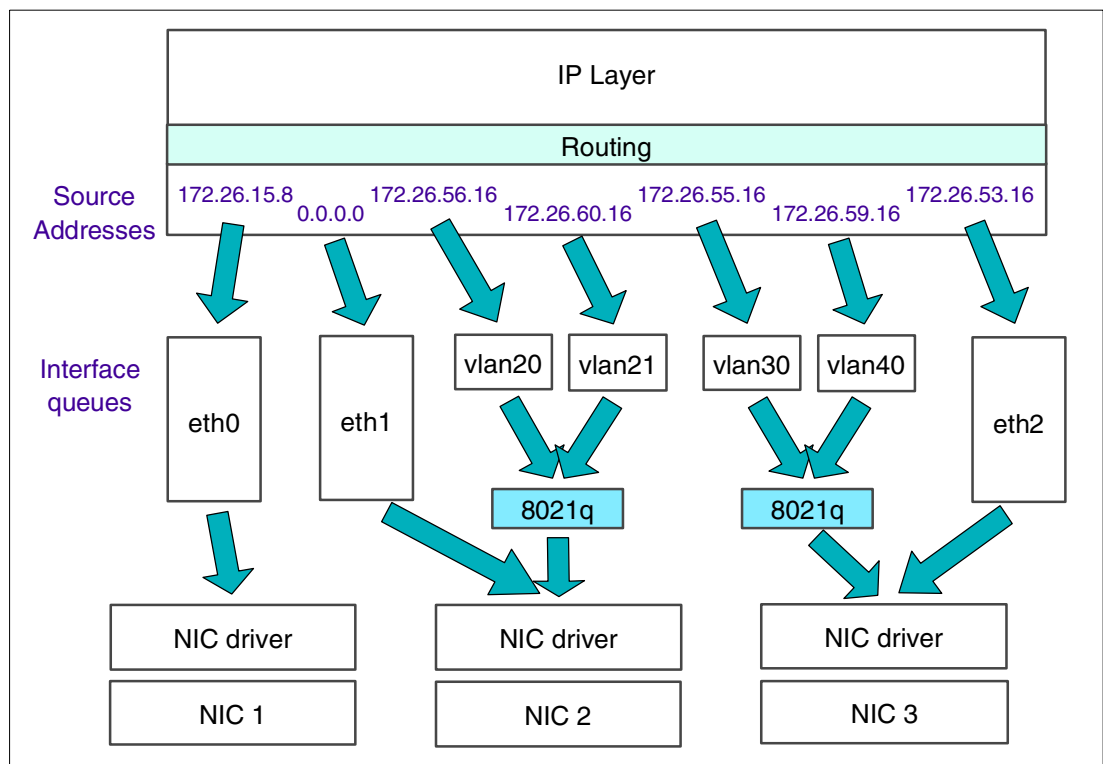 IP Layer
Routing
Source
Addresses
172.26.15.8
0.0.0.0
172.26.56.16
172.26.60.16
172.26.55.16
172.26.59.16
172.26.53.16
Interface
queues
eth0
eth1
vlan20
vlan21
vlan30
vlan40
eth2
8021q
8021q
NIC driver
NIC driver
NIC driver
NIC 1
NIC 2
NIC 3